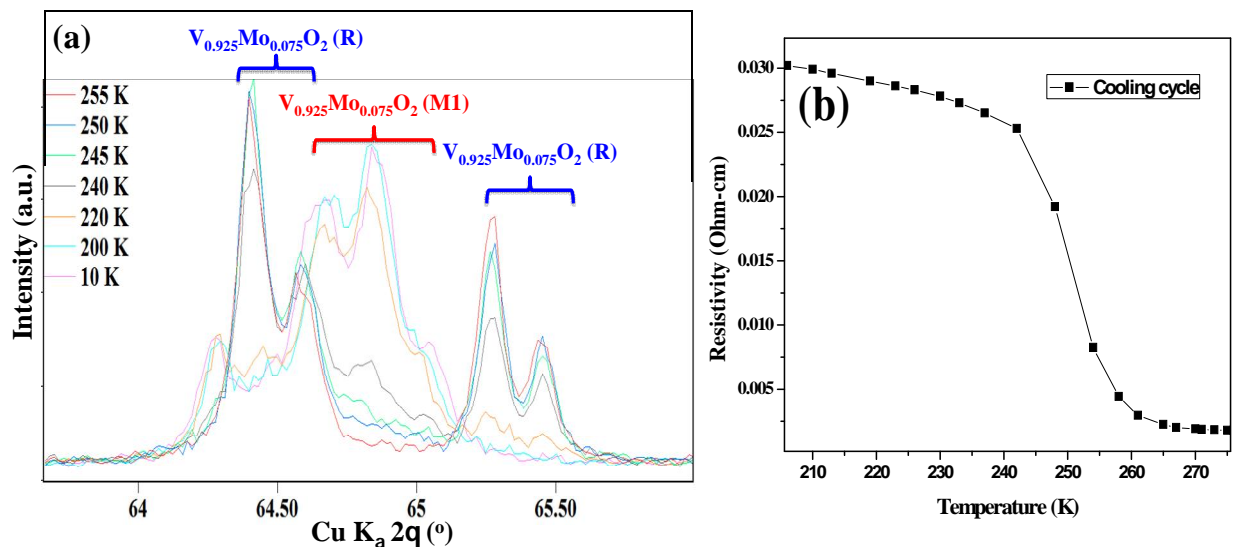 (a)
V0.925Mo0.075O2 (R)
V0.925Mo0.075O2 (M1)
V0.925Mo0.075O2 (R)
255 K
250 K
245 K
240 K
220 K
200 K
10 K
Intensity (a.u.)
64 64.50 65 65.50
Cu Ka 2q (o)
(b)
Cooling cycle
Resistivity (Ohm-cm)
0.030
0.025
0.020
0.015
0.010
0.005
210 220 230 240 250 260 270
Temperature (K)